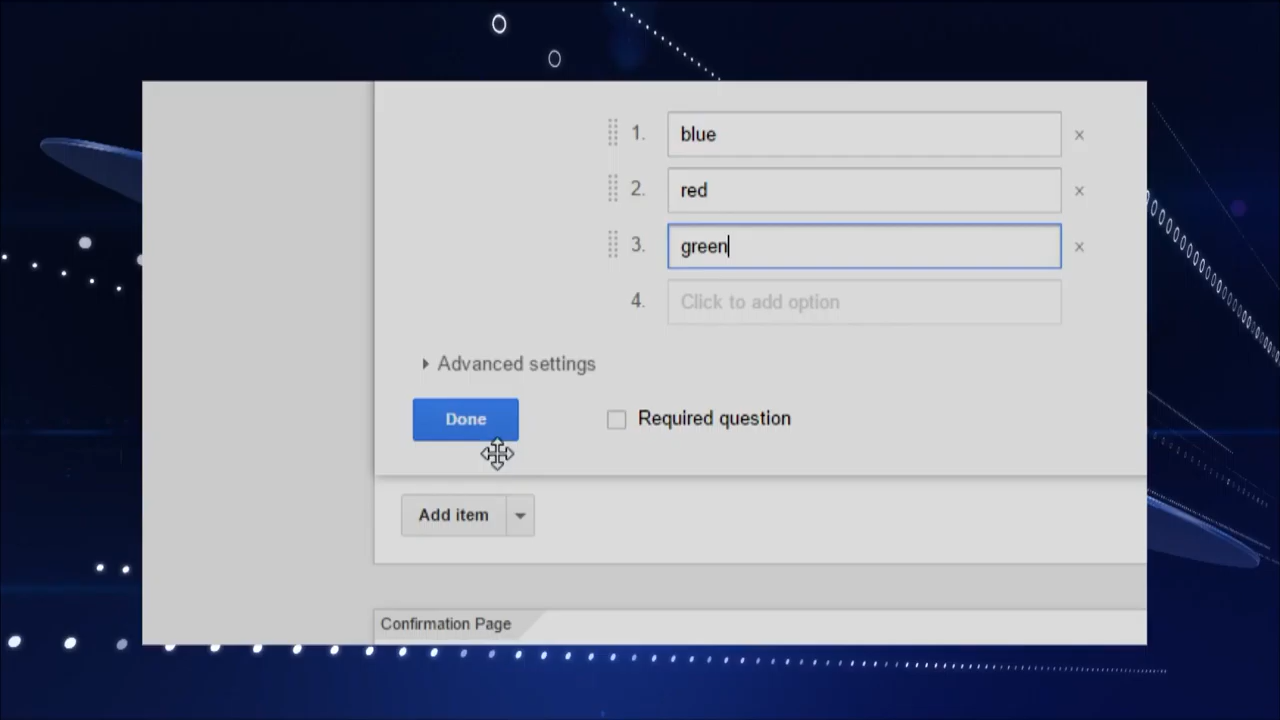 1. blue ×
2. red ×
3. green ×
4. Click to add option
Advanced settings
Done Required question
Add item
Confirmation Page